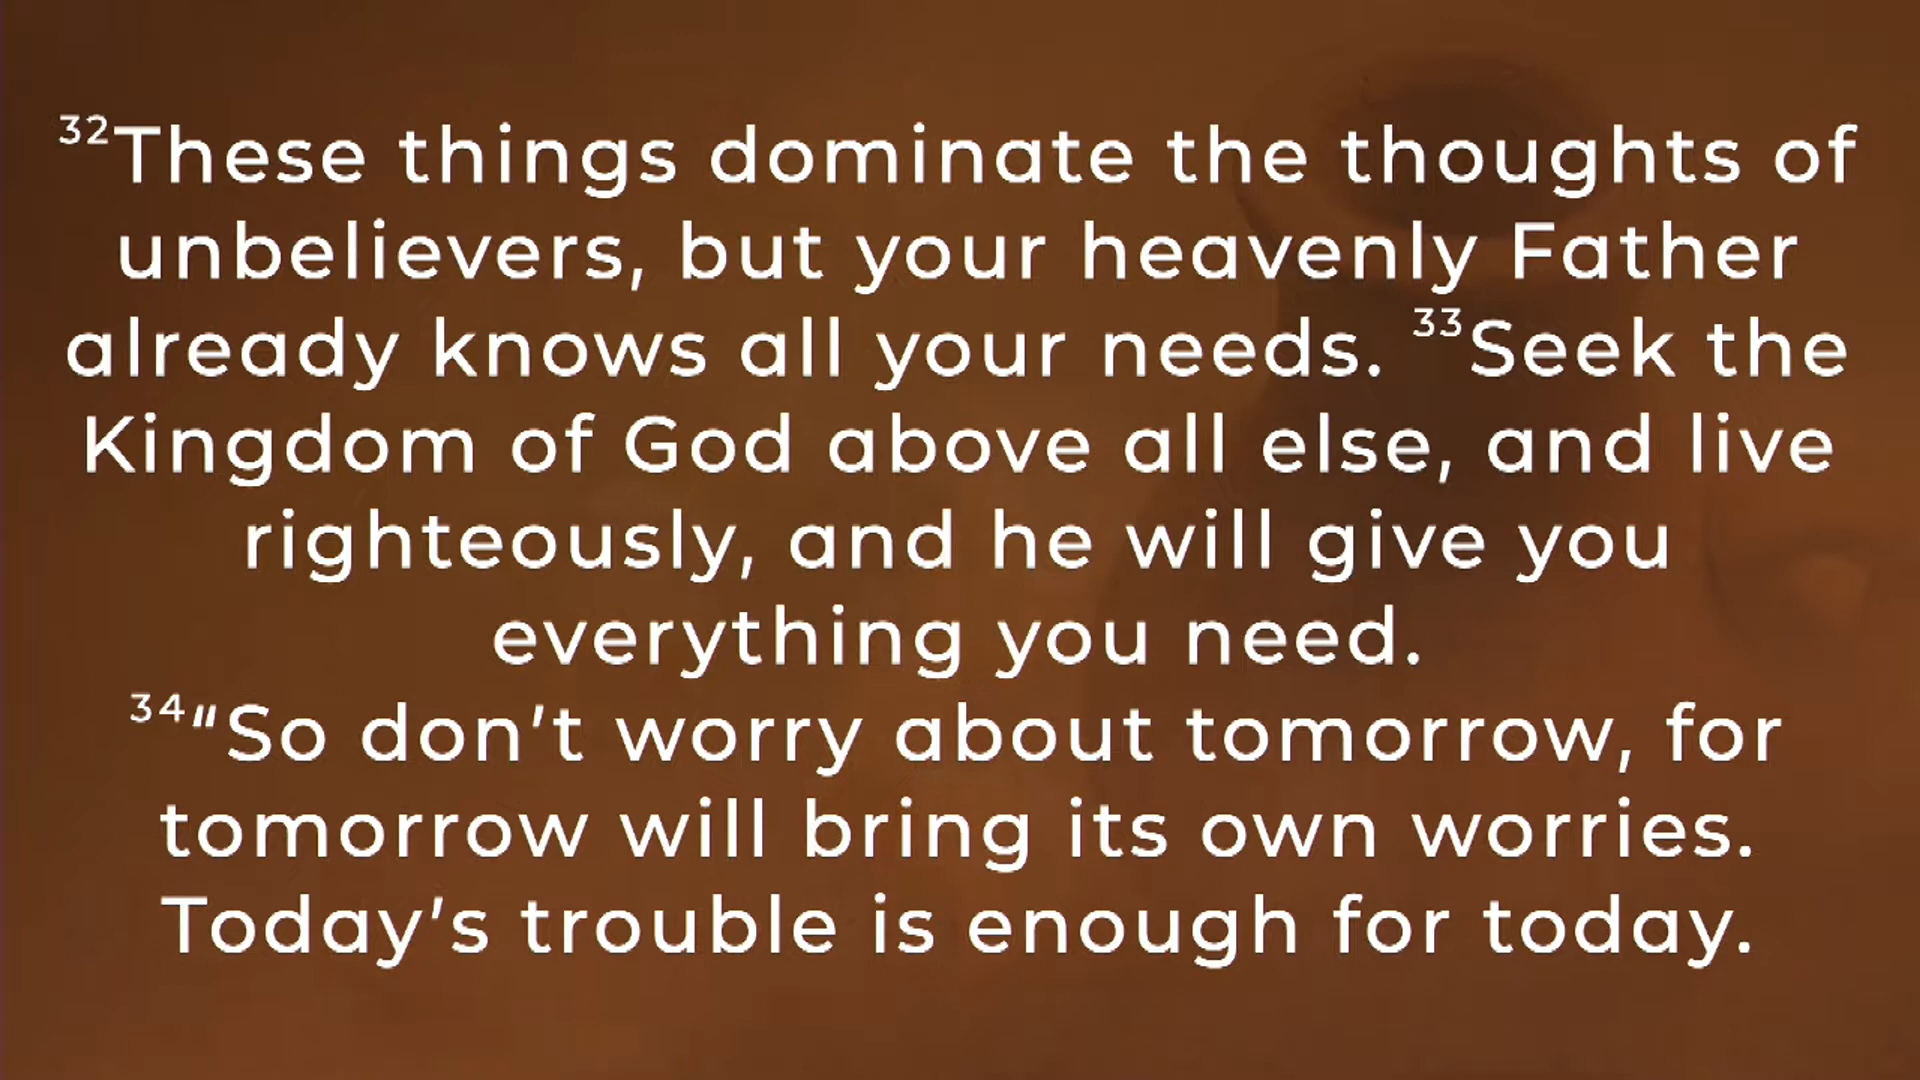 ³²These things dominate the thoughts of
unbelievers, but your heavenly Father
already knows all your needs. ³³Seek the
Kingdom of God above all else, and live
righteously, and he will give you
everything you need.
³⁴“So don’t worry about tomorrow, for
tomorrow will bring its own worries.
Today’s trouble is enough for today.